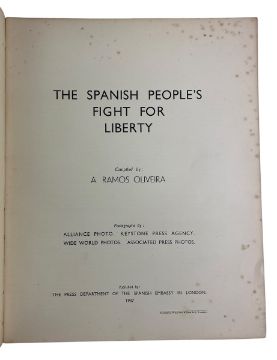 THE SPANISH PEOPLE'S
FIGHT FOR
LIBERTY
Compiled by:
A. RAMOS OLIVEIRA
Photographs by:
ALLIANCE PHOTO. KEYSTONE PRESS AGENCY.
WIDE WORLD PHOTOS. ASSOCIATED PRESS PHOTOS.
Published by:
THE PRESS DEPARTMENT OF THE SPANISH EMBASSY IN LONDON.
1937